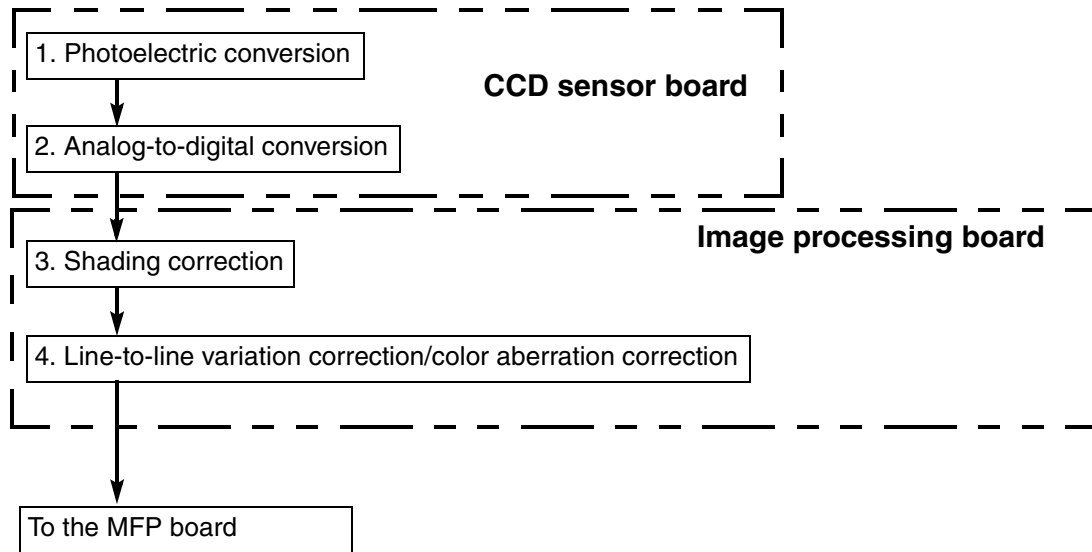 1. Photoelectric conversion
CCD sensor board
2. Analog-to-digital conversion
Image processing board
3. Shading correction
4. Line-to-line variation correction/color aberration correction
To the MFP board